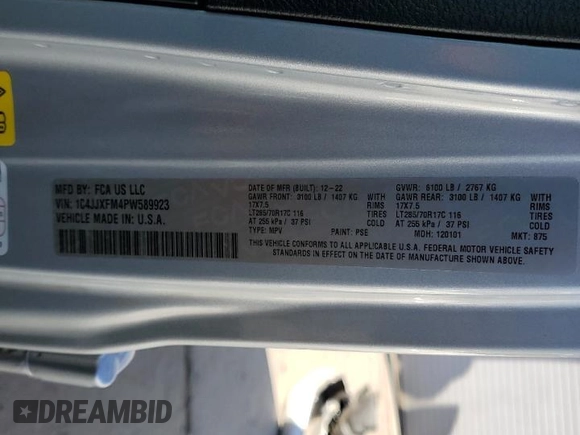 MFD BY: FCA US LLC
VIN: 1C4JJXFM4PW589923
VEHICLE MADE IN U.S.A.
DATE OF MFR (BUILT): 12-22 GVWR: 6100 LB / 2767 KG
GAWR FRONT: 3100 LB / 1407 KG GAWR REAR: 3100 LB / 1407 KG
17X7.5 RIMS 17X7.5 RIMS
LT285/70R17C 116 TIRES LT285/70R17C 116 TIRES
AT 255 kPa / 37 PSI COLD AT 255 kPa / 37 PSI COLD
TYPE: MPV PAINT: PSE MDH: 120101 MKT: 875
THIS VEHICLE CONFORMS TO ALL APPLICABLE U.S.A. FEDERAL MOTOR VEHICLE SAFETY
STANDARDS IN EFFECT ON THE DATE OF MANUFACTURE SHOWN ABOVE.
DREAMBID